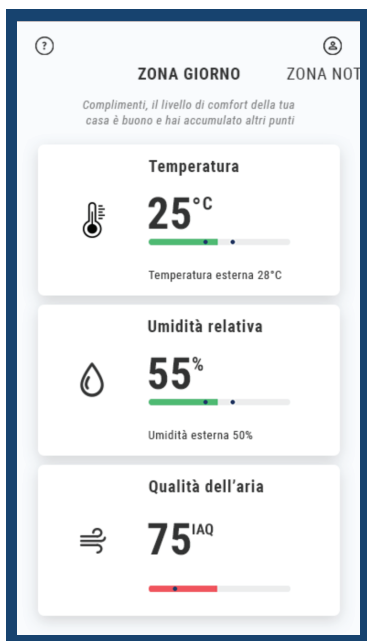 ?
ZONA GIORNO ZONA NOT
Complimenti, il livello di comfort della tua
casa è buono e hai accumulato altri punti
Temperatura
25°C
Temperatura esterna 28°C
Umidità relativa
55%
Umidità esterna 50%
Qualità dell'aria
75IAQ